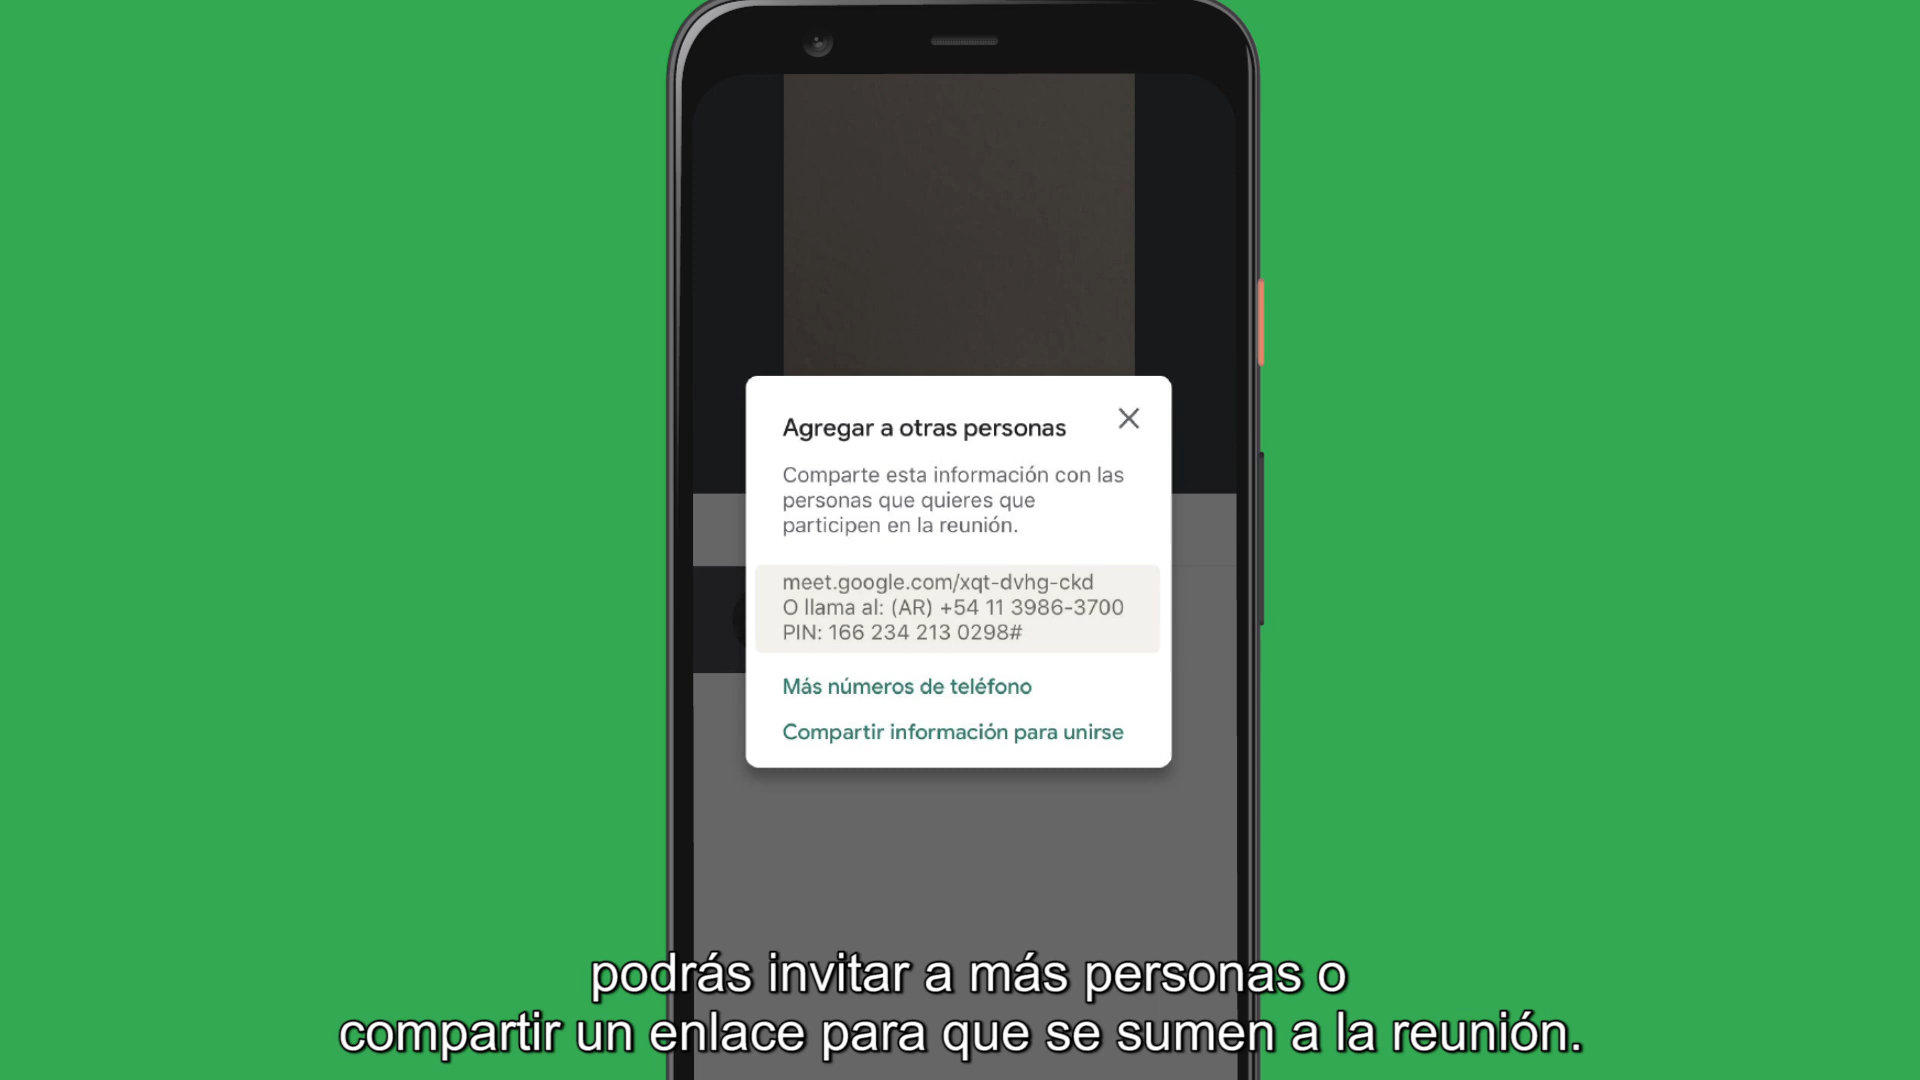 Agregar a otras personas
Comparte esta información con las
personas que quieres que
participen en la reunión.
meet.google.com/xqt-dvhg-ckd
O llama al: (AR) +54 11 3986-3700
PIN: 166 234 213 0298#
Más números de teléfono
Compartir información para unirse
podrás invitar a más personas o
compartir un enlace para que se sumen a la reunión.